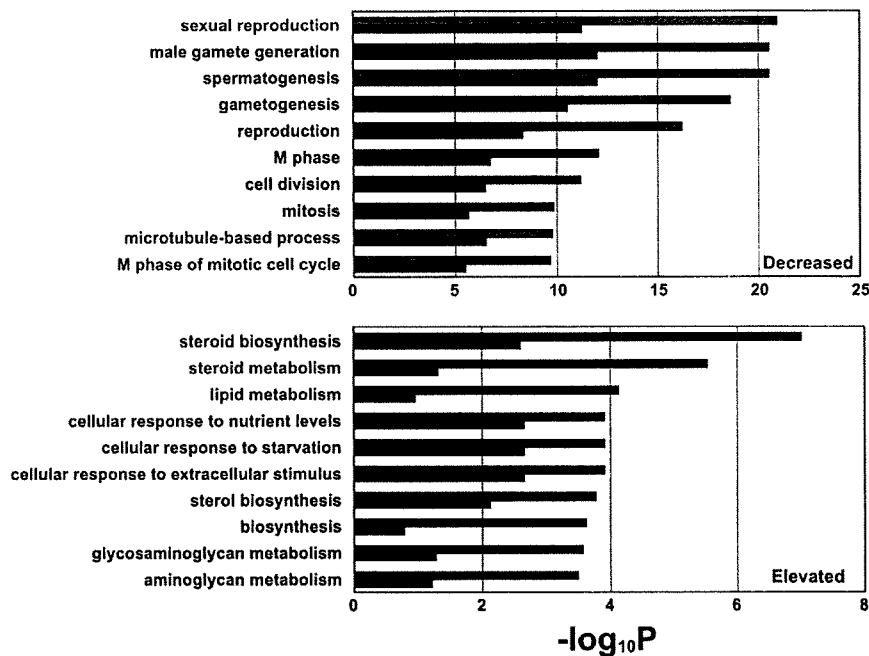 sexual reproduction
male gamete generation
spermatogenesis
gametogenesis
reproduction
M phase
cell division
mitosis
microtubule-based process
M phase of mitotic cell cycle
Decreased
0 5 10 15 20 25
steroid biosynthesis
steroid metabolism
lipid metabolism
cellular response to nutrient levels
cellular response to starvation
cellular response to extracellular stimulus
sterol biosynthesis
biosynthesis
glycosaminoglycan metabolism
aminoglycan metabolism
Elevated
0 2 4 6 8
-log₁₀P